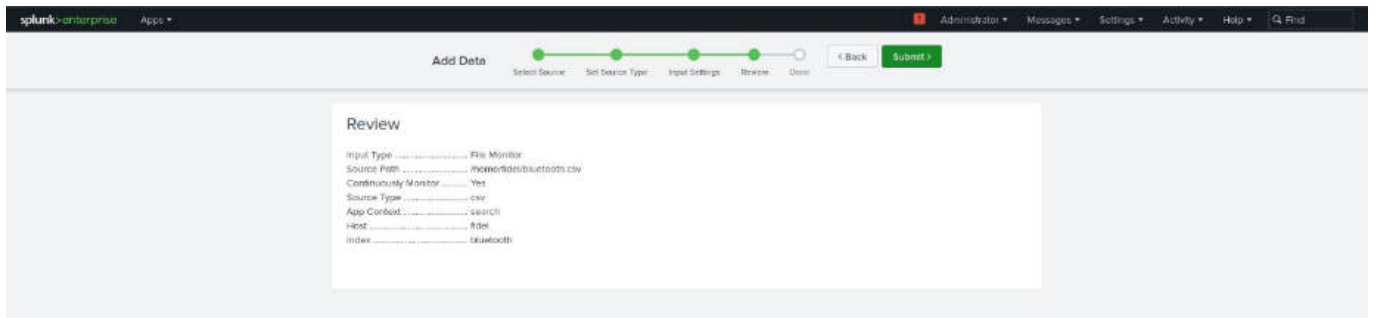 splunk>enterprise Apps ▾ ! Administrator ▾ Messages ▾ Settings ▾ Activity ▾ Help ▾ Find
Add Data < Back Submit >
Select Source Set Source Type Input Settings Review Done
Review
Input Type ........................ File Monitor
Source Path ........................ /home/fidel/bluetooth.csv
Continuously Monitor ......... Yes
Source Type ........................ csv
App Context ........................ search
Host ........................ fidel
Index ........................ bluetooth